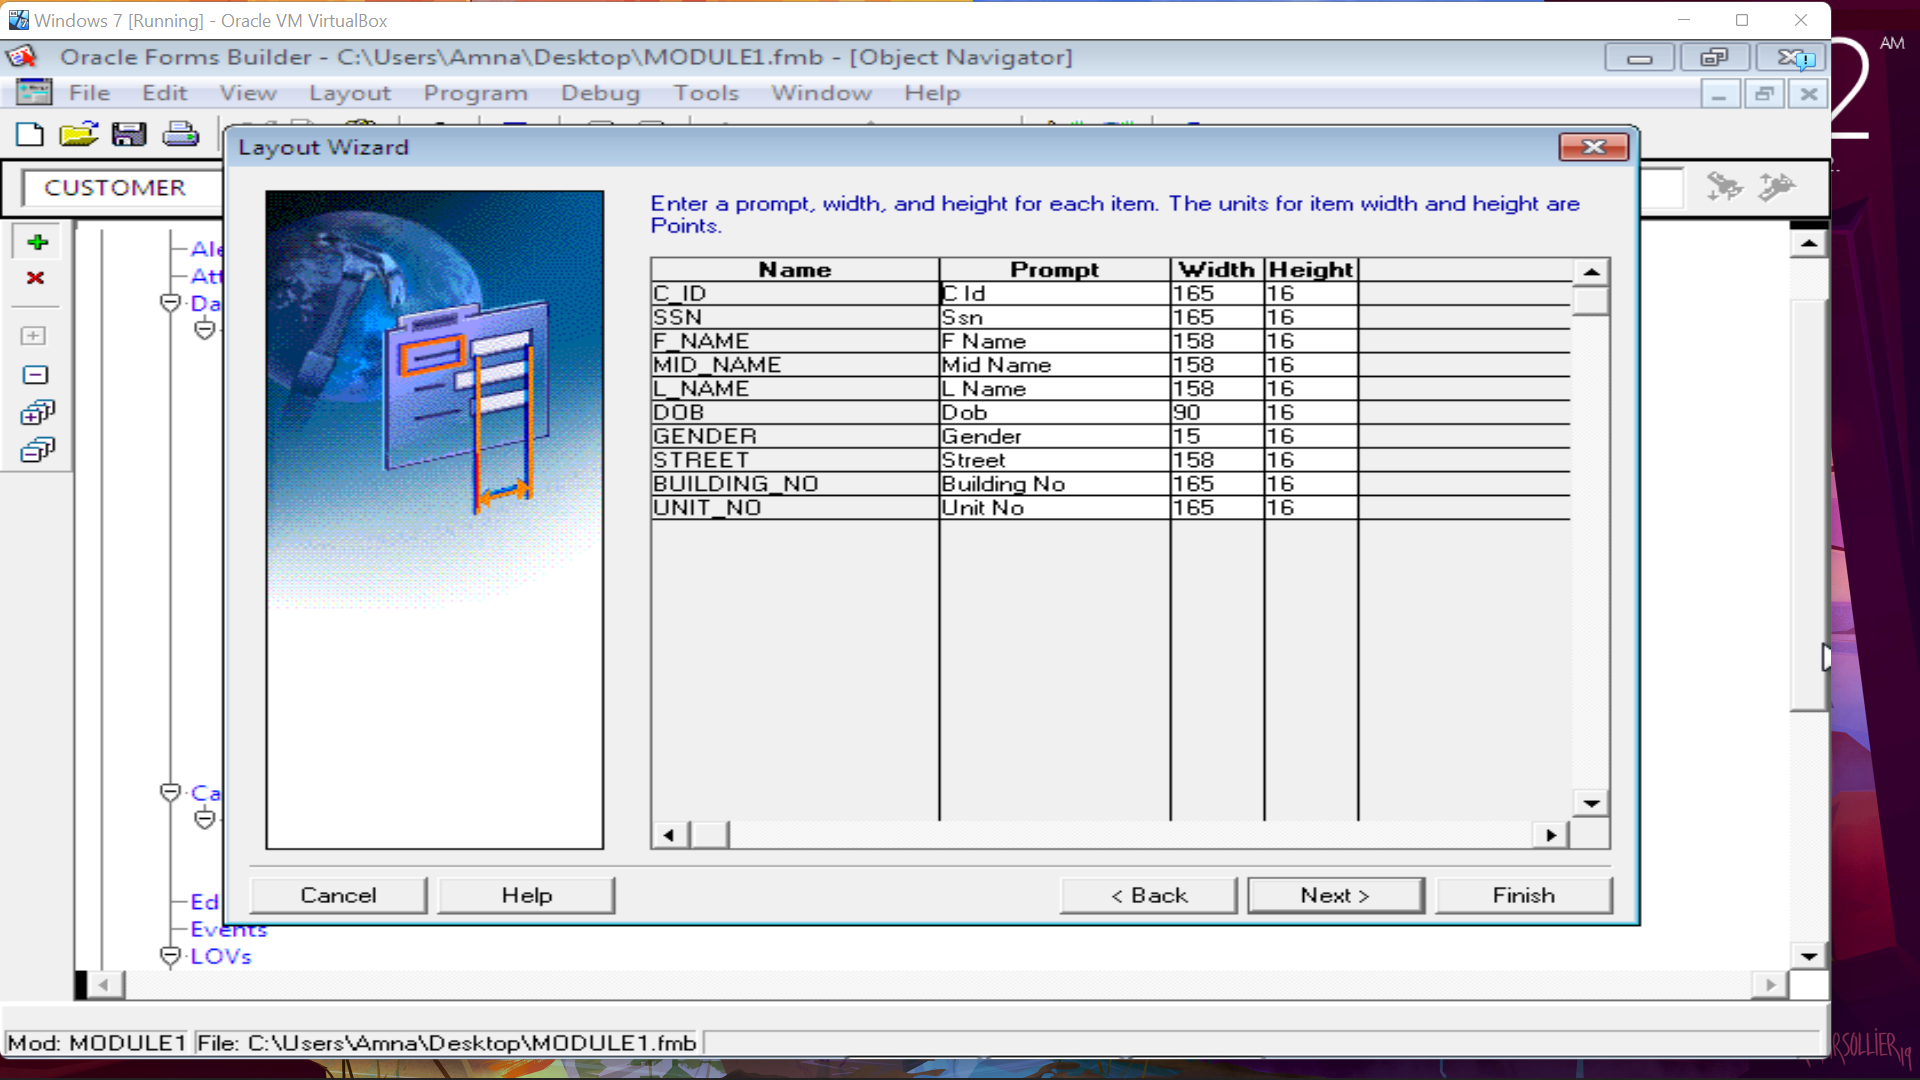 Windows 7 [Running] - Oracle VM VirtualBox
AM
2
Oracle Forms Builder - C:\Users\Amna\Desktop\MODULE1.fmb - [Object Navigator]
File Edit View Layout Program Debug Tools Window Help
Layout Wizard
CUSTOMER
Enter a prompt, width, and height for each item. The units for item width and height are
Points.
Name Prompt Width Height
C_ID C Id 165 16
SSN Ssn 165 16
F_NAME F Name 158 16
MID_NAME Mid Name 158 16
L_NAME L Name 158 16
DOB Dob 90 16
GENDER Gender 15 16
STREET Street 158 16
BUILDING_NO Building No 165 16
UNIT_NO Unit No 165 16
Ale
Att
Da
Ca
Ed
Events
LOVs
Cancel Help < Back Next > Finish
Mod: MODULE1 File: C:\Users\Amna\Desktop\MODULE1.fmb
RSOLLIER 19